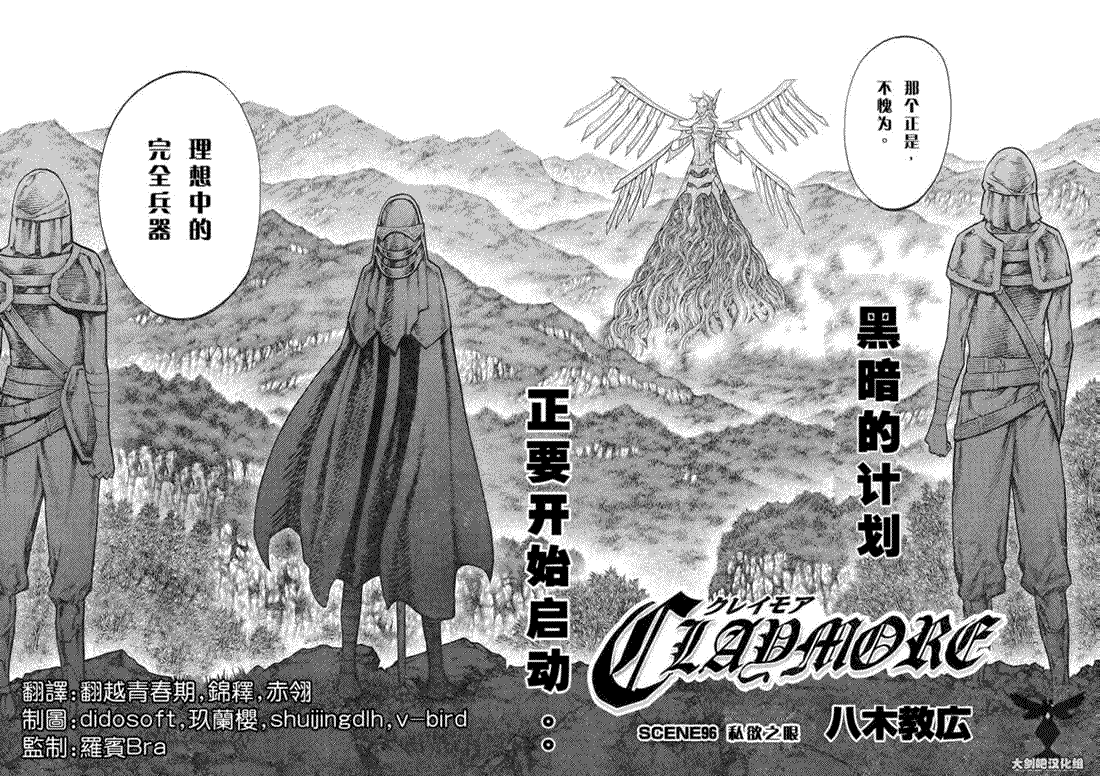 那个正是，
不愧为。
理想中的
完全兵器
黑暗的计划
正要开始启动。。
クレイモア
CLAYMORE
SCENE96 私欲之眼
八木教広
翻譯:翻越青春期,錦釋,赤翎
制圖:didosoft,玖蘭櫻,shuijingdlh,v-bird
監制:羅賓Bra
大剑吧汉化组